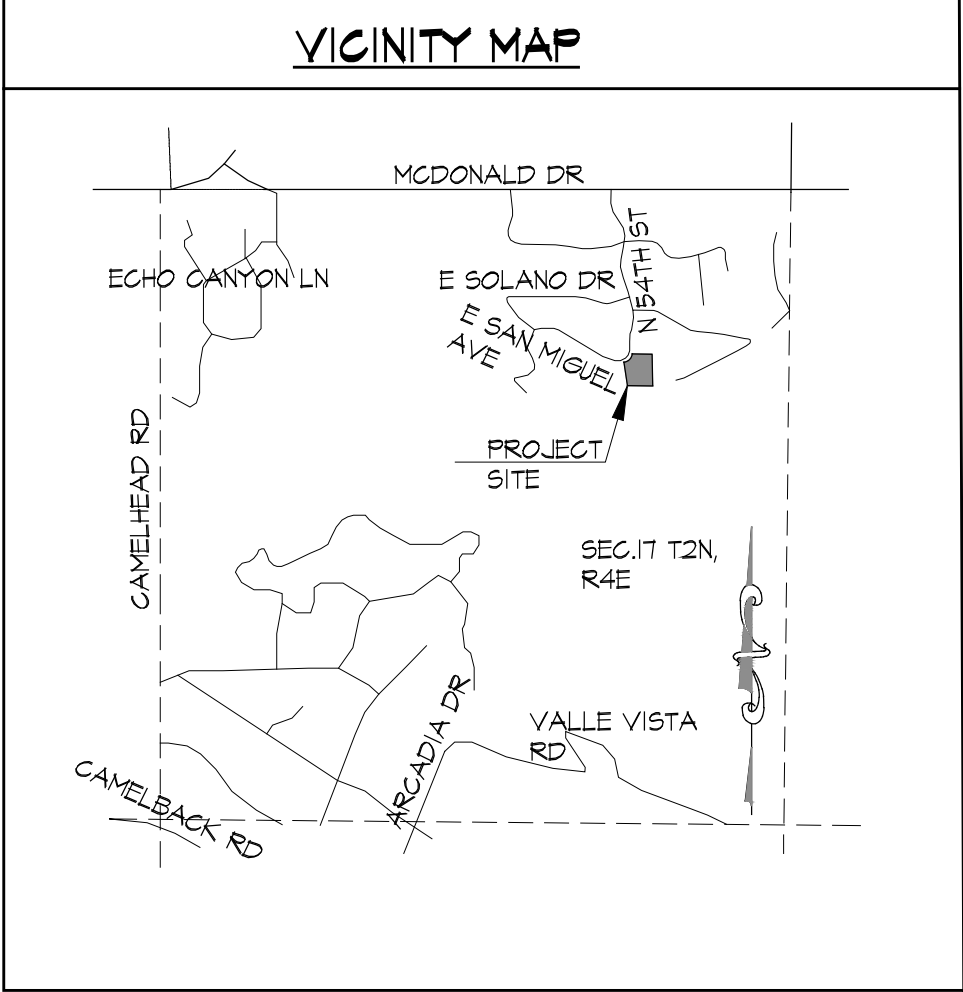 VICINITY MAP
MCDONALD DR
N 54TH ST
ECHO CANYON LN
E SOLANO DR
E SAN MIGUEL
AVE
CAMELHEAD RD
PROJECT
SITE
SEC.17 T2N,
R4E
ARCADIA DR
VALLE VISTA
RD
CAMELBACK RD